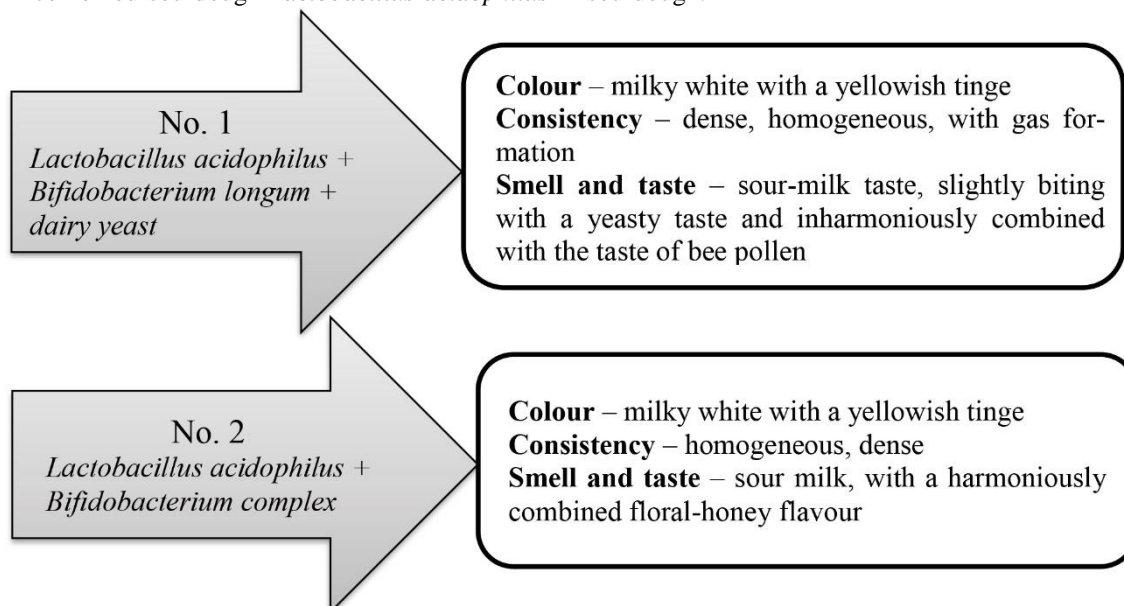 No. 1
Lactobacillus acidophilus +
Bifidobacterium longum +
dairy yeast
Colour – milky white with a yellowish tinge
Consistency – dense, homogeneous, with gas for-
mation
Smell and taste – sour-milk taste, slightly biting
with a yeasty taste and inharmoniously combined
with the taste of bee pollen
No. 2
Lactobacillus acidophilus +
Bifidobacterium complex
Colour – milky white with a yellowish tinge
Consistency – homogeneous, dense
Smell and taste – sour milk, with a harmoniously
combined floral-honey flavour